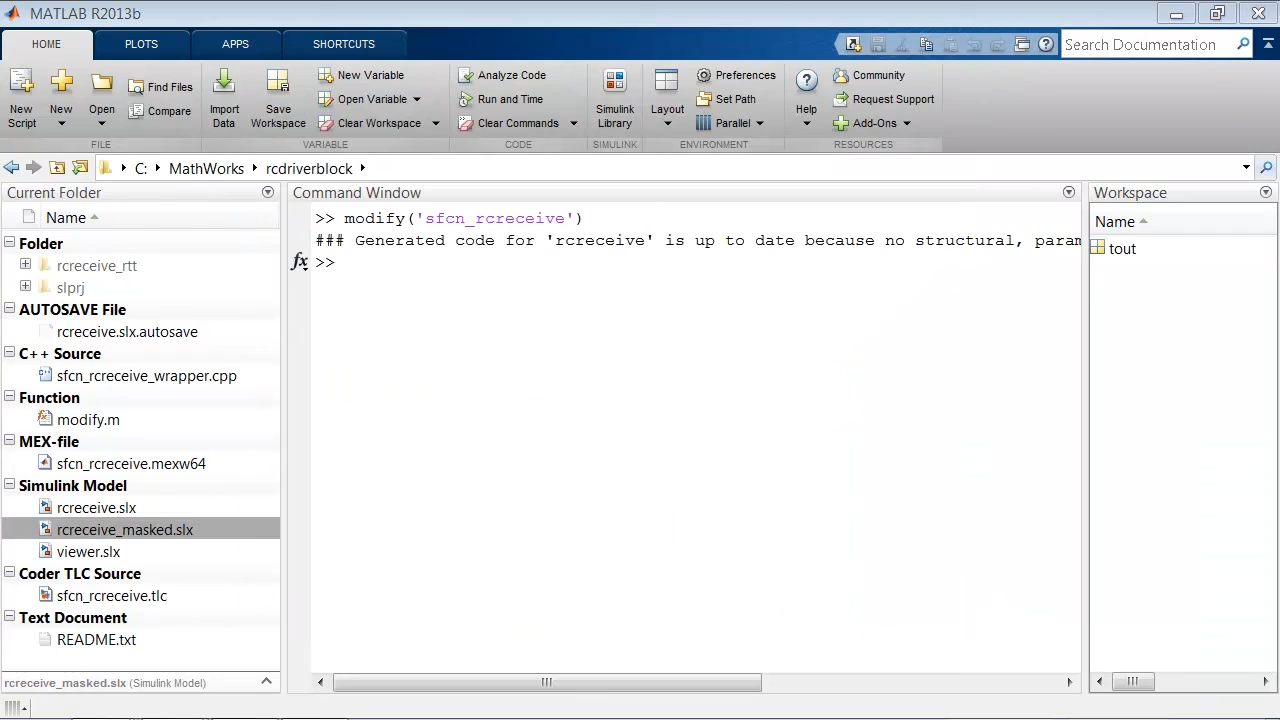 MATLAB R2013b
HOME PLOTS APPS SHORTCUTS
Search Documentation
New Script
New
Open
Find Files
Compare
FILE
Import Data
Save Workspace
New Variable
Open Variable
Clear Workspace
VARIABLE
Analyze Code
Run and Time
Clear Commands
CODE
Simulink Library
SIMULINK
Layout
Preferences
Set Path
Parallel
ENVIRONMENT
Help
Community
Request Support
Add-Ons
RESOURCES
C: MathWorks rcdriverblock
Current Folder
Name
Folder
rcreceive_rtt
slprj
AUTOSAVE File
rcreceive.slx.autosave
C++ Source
sfcn_rcreceive_wrapper.cpp
Function
modify.m
MEX-file
sfcn_rcreceive.mexw64
Simulink Model
rcreceive.slx
rcreceive_masked.slx
viewer.slx
Coder TLC Source
sfcn_rcreceive.tlc
Text Document
README.txt
rcreceive_masked.slx (Simulink Model)
Command Window
>> modify('sfcn_rcreceive')
### Generated code for 'rcreceive' is up to date because no structural, param
fx >>
Workspace
Name
tout